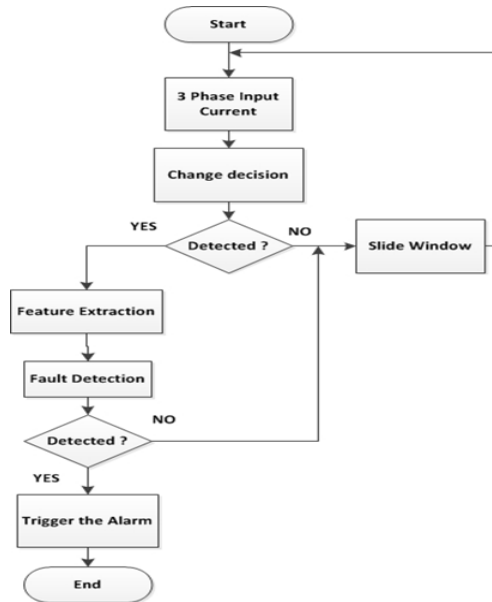 Start
3 Phase Input
Current
Change decision
YES
NO
Detected ?
Slide Window
Feature Extraction
Fault Detection
NO
Detected ?
YES
Trigger the Alarm
End